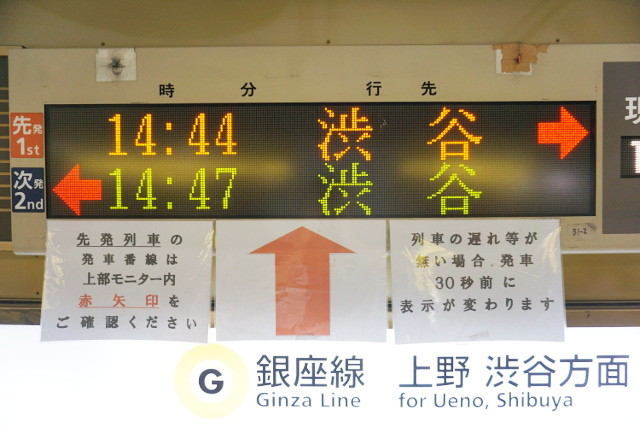 時 分 行 先
先発 1st 14:44 渋 谷
次発 2nd 14:47 渋 谷
現
31-2
先発列車の
発車番線は
上部モニター内
赤矢印を
ご確認ください
列車の遅れ等が
無い場合、発車
30秒前に
表示が変わります
G 銀座線 上野 渋谷方面
Ginza Line for Ueno, Shibuya